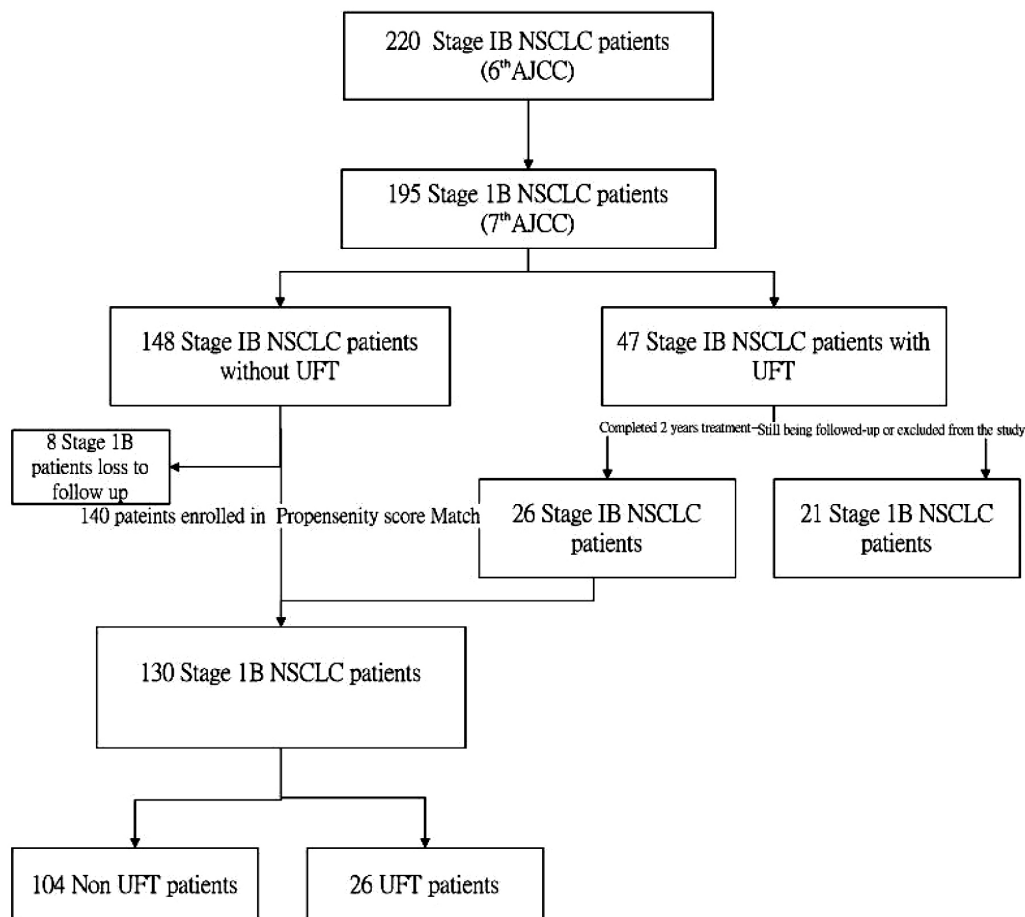 220 Stage IB NSCLC patients
(6thAJCC)
195 Stage 1B NSCLC patients
(7thAJCC)
148 Stage IB NSCLC patients
without UFT
47 Stage IB NSCLC patients with
UFT
8 Stage 1B
patients loss to
follow up
Completed 2 years treatment
Still being followed-up or excluded from the study
140 pateints enrolled in Propensenity score Match
26 Stage IB NSCLC
patients
21 Stage 1B NSCLC
patients
130 Stage 1B NSCLC patients
104 Non UFT patients
26 UFT patients